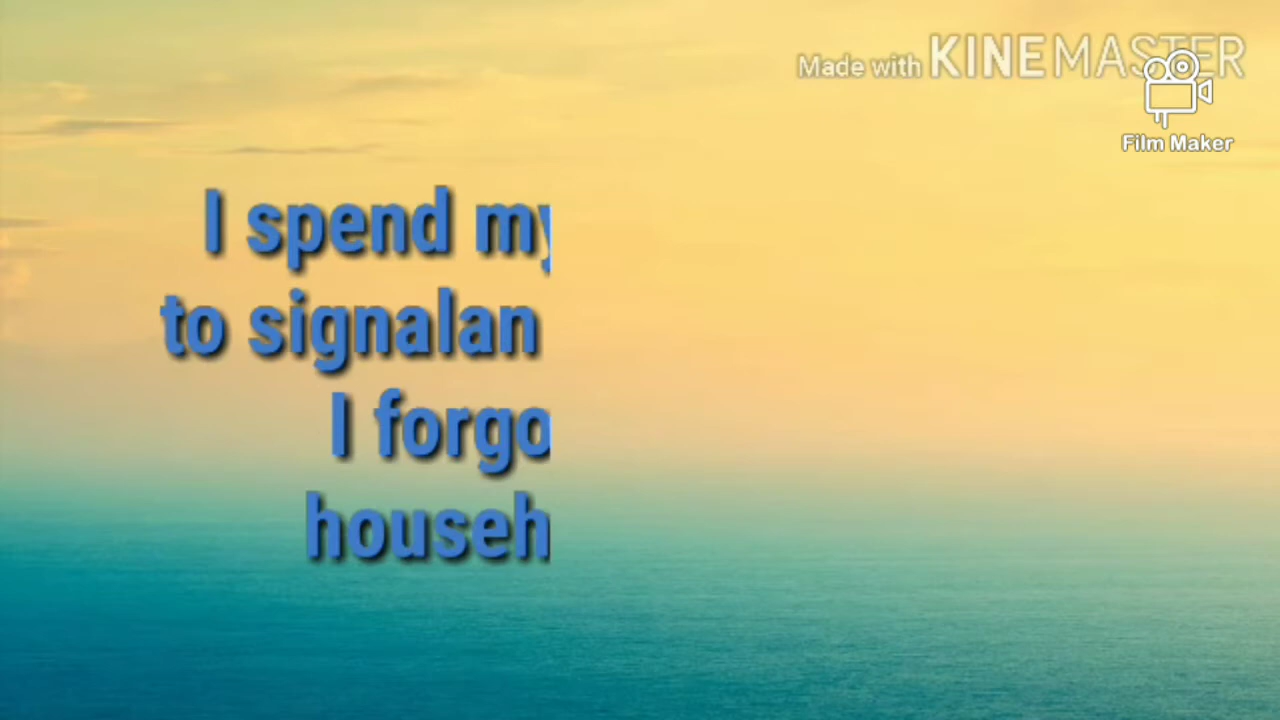 Made with KINEMASTER
Film Maker
I spend my
to signalan
I forgo
househ